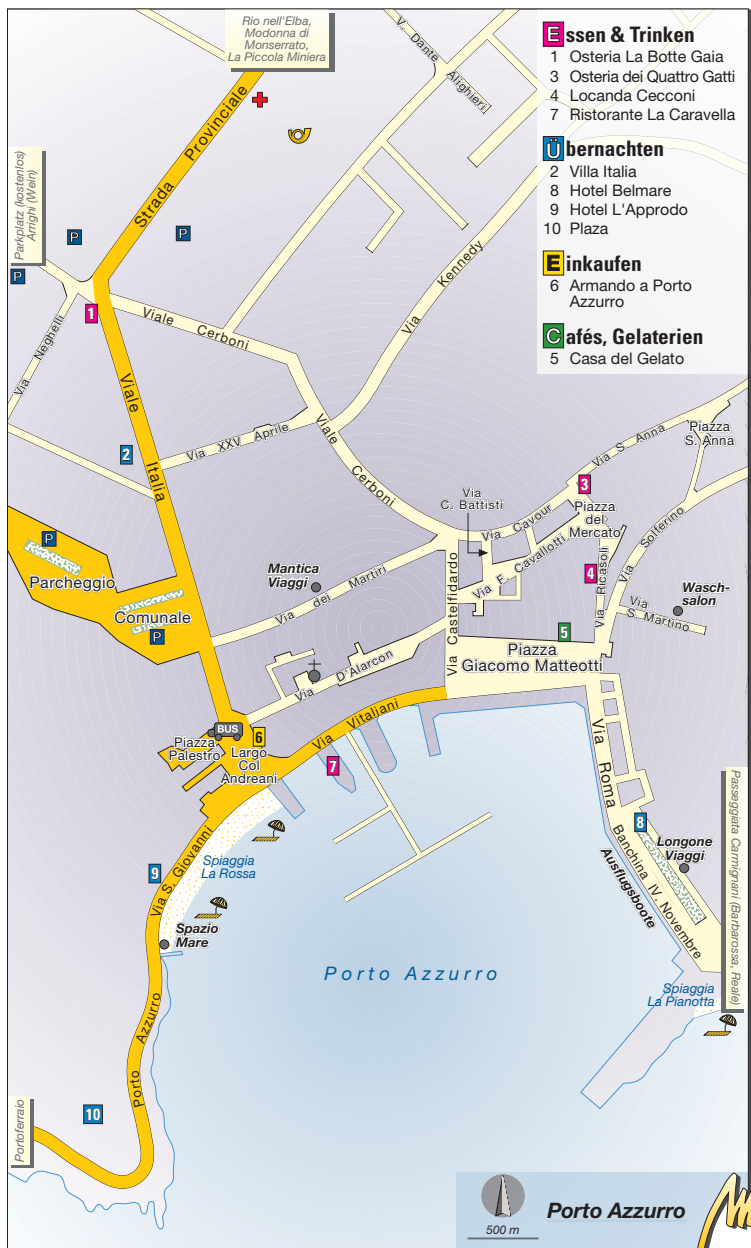 Rio nell'Elba,
Modonna di
Monserrato,
La Piccola Miniera
V. Dante Alighieri
Essen & Trinken
1 Osteria La Botte Gaia
3 Osteria dei Quattro Gatti
4 Locanda Cecconi
7 Ristorante La Caravella
Übernachten
2 Villa Italia
8 Hotel Belmare
9 Hotel L'Approdo
10 Plaza
Einkaufen
6 Armando a Porto
Azzurro
Cafés, Gelaterien
5 Casa del Gelato
Strada Provinciale
Parkplatz (kostenlos)
Arrighi (Wein)
P
P
P
1
Viale Cerboni
Via Kennedy
Via Neghelli
Viale Italia
2
Via XXV Aprile
Viale Cerboni
Via S. Anna
Piazza
S. Anna
3
Via
C. Battisti
Via Cavour
Piazza
del
Mercato
Via F. Cavallotti
Via Solferino
P
Parcheggio
Comunale
P
Mantica
Viaggi
Via dei Martiri
Via Castelfidardo
4
Via Ricasoli
Wasch-
salon
Via
S. Martino
5
Piazza
Giacomo Matteotti
Via D'Alarcon
Via Vitaliani
BUS
6
Piazza
Palestro
Largo
Col
Andreani
7
Via Roma
8
Longone
Viaggi
Banchina IV. Novembre
Ausflugsboote
Passeggiata Carmignani (Barbarossa, Reale)
9
Via S. Giovanni
Spiaggia
La Rossa
Spazio
Mare
Porto Azzurro
Spiaggia
La Pianotta
Porto Azzurro
10
Portoferraio
500 m
Porto Azzurro